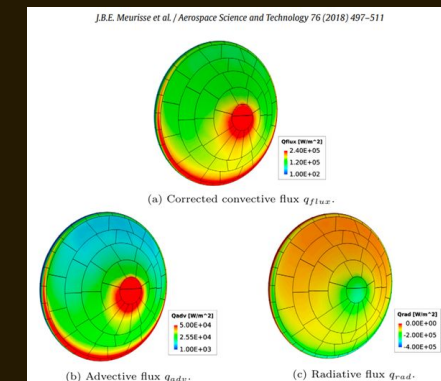 J.B.E. Meurisse et al. / Aerospace Science and Technology 76 (2018) 497–511
Qflux [W/m^2]
2.40E+05
1.20E+05
1.00E+02
(a) Corrected convective flux qflux.
Qadv [W/m^2]
5.00E+04
2.55E+04
1.00E+03
(b) Advective flux qadv.
Qrad [W/m^2]
0.00E+00
-2.00E+05
-4.00E+05
(c) Radiative flux qrad.